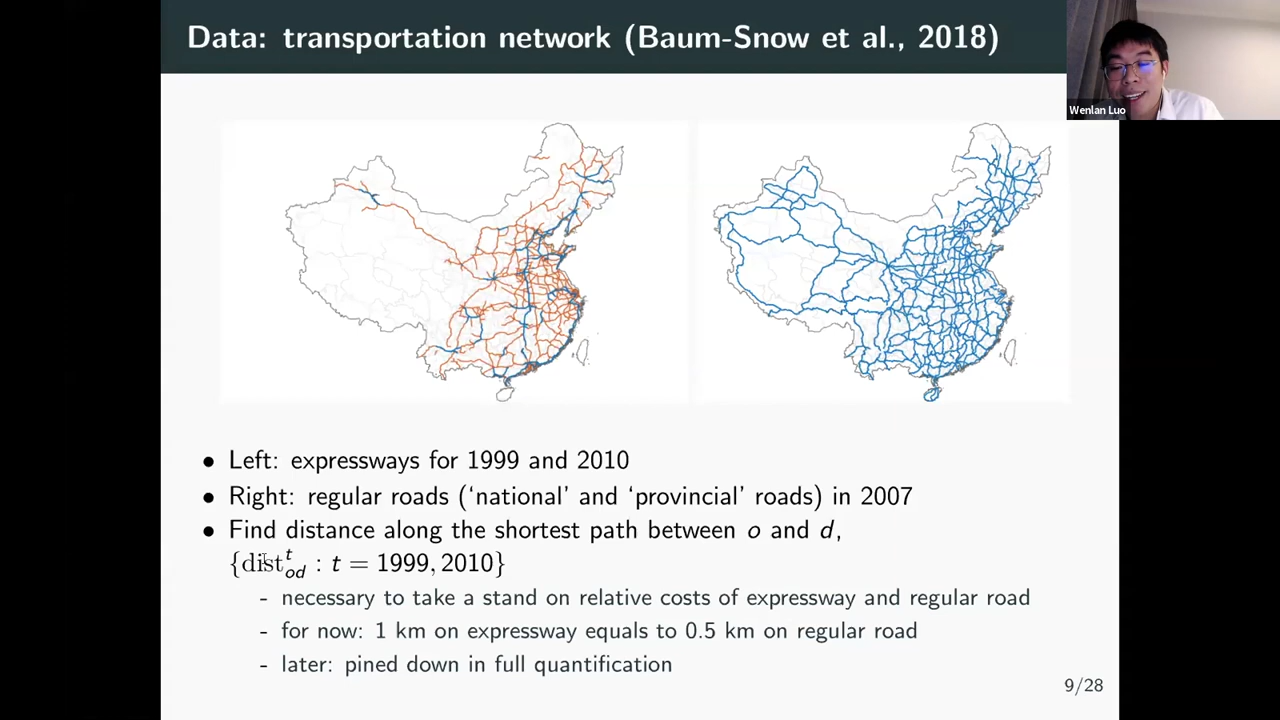 Data: transportation network (Baum-Snow et al., 2018)
Wenlan Luo
• Left: expressways for 1999 and 2010
• Right: regular roads (‘national’ and ‘provincial’ roads) in 2007
• Find distance along the shortest path between o and d,
{dist^t_od : t = 1999, 2010}
- necessary to take a stand on relative costs of expressway and regular road
- for now: 1 km on expressway equals to 0.5 km on regular road
- later: pined down in full quantification
9/28